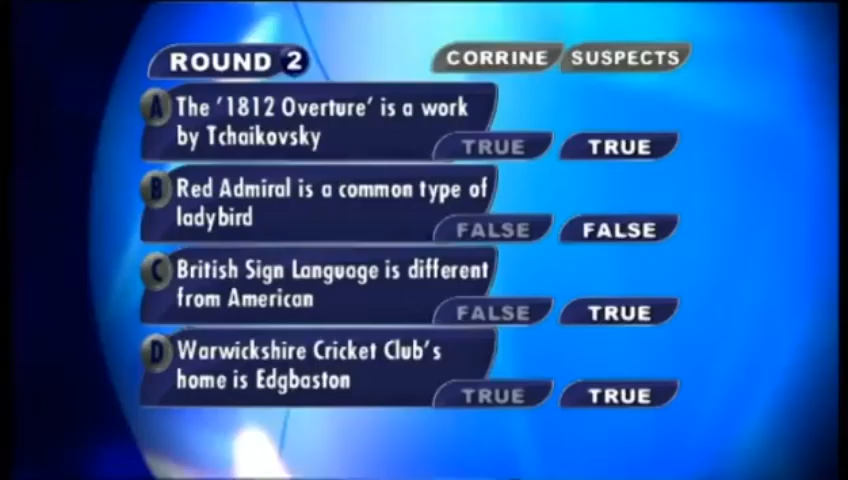 ROUND 2 CORRINE SUSPECTS
A The '1812 Overture' is a work
by Tchaikovsky
TRUE TRUE
B Red Admiral is a common type of
ladybird
FALSE FALSE
C British Sign Language is different
from American
FALSE TRUE
D Warwickshire Cricket Club's
home is Edgbaston
TRUE TRUE